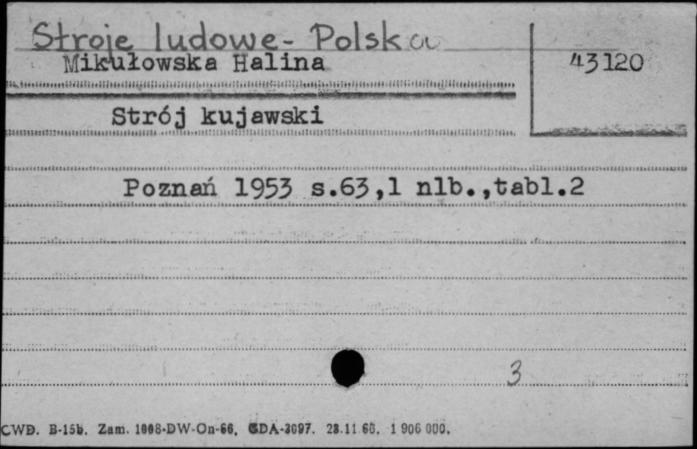 Stroje ludowe - Polska
Mikułowska Halina
43120
Strój kujawski
Poznań 1953 s.63,1 nlb.,tabl.2
3
CWD. B-15b. Zam. 1008-DW-On-66. GDA-3097. 28.11.66. 1 906 000.